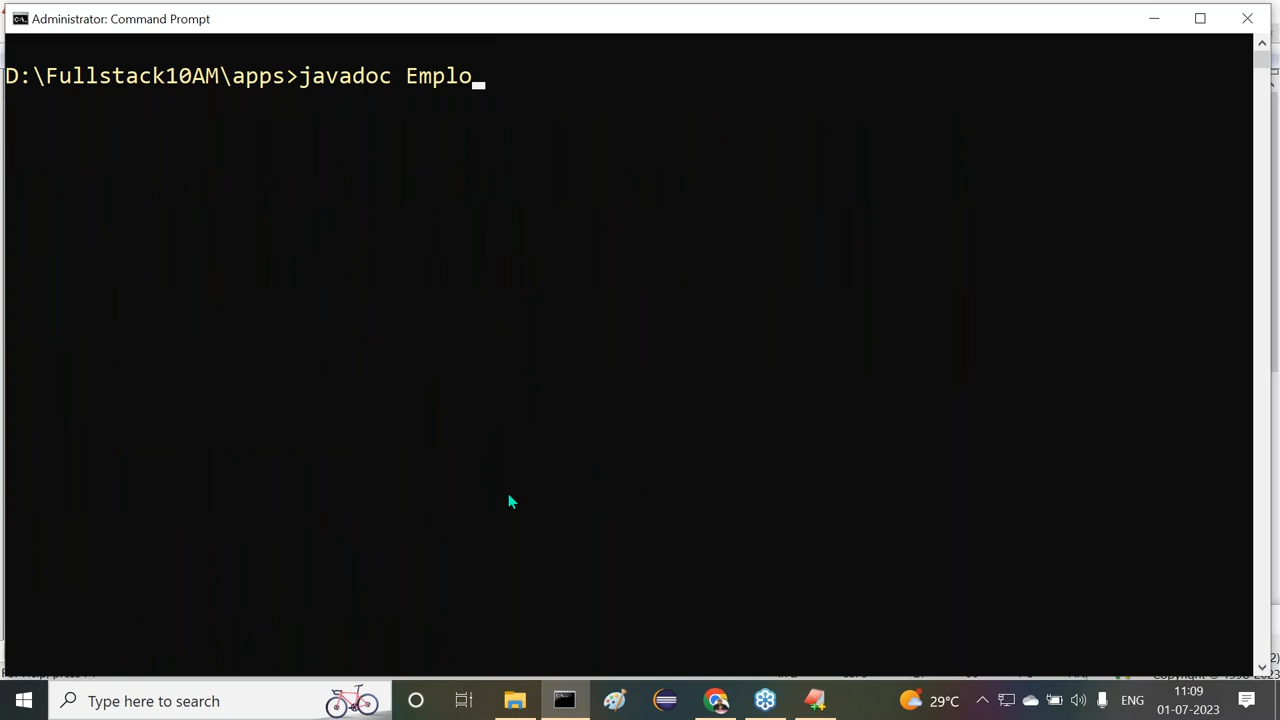 Administrator: Command Prompt
D:\Fullstack10AM\apps>javadoc Emplo
Type here to search
29°C
ENG
11:09
01-07-2023